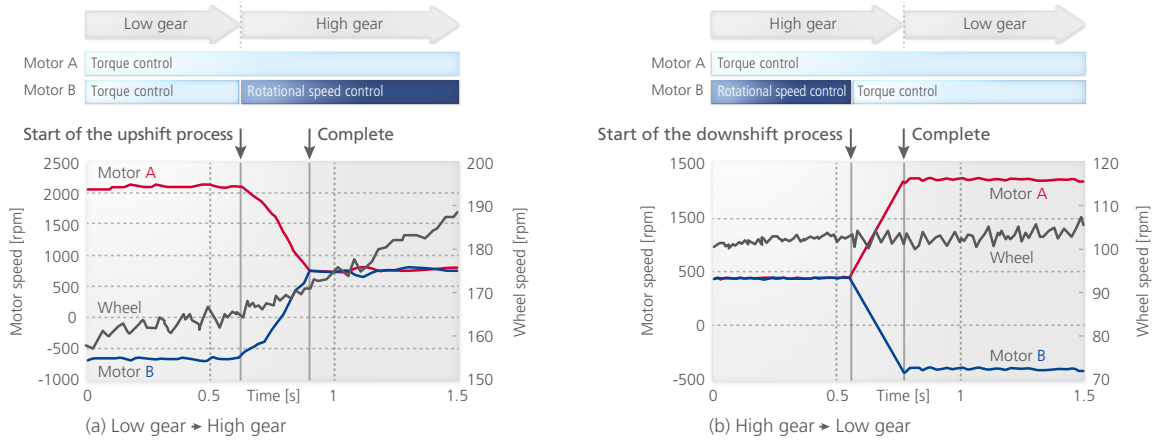 Low gear
High gear
Motor A
Torque control
Motor B
Torque control
Rotational speed control
Start of the upshift process
Complete
2500
2000
1500
1000
500
0
-500
-1000
Motor speed [rpm]
200
190
180
170
160
150
Wheel speed [rpm]
Motor A
Wheel
Motor B
0
0.5
Time [s]
1
1.5
(a) Low gear → High gear
High gear
Low gear
Motor A
Torque control
Motor B
Rotational speed control
Torque control
Start of the downshift process
Complete
1500
1500
500
0
-500
Motor speed [rpm]
120
110
100
90
80
70
Wheel speed [rpm]
Motor A
Wheel
Motor B
0
0.5
Time [s]
1
1.5
(b) High gear → Low gear